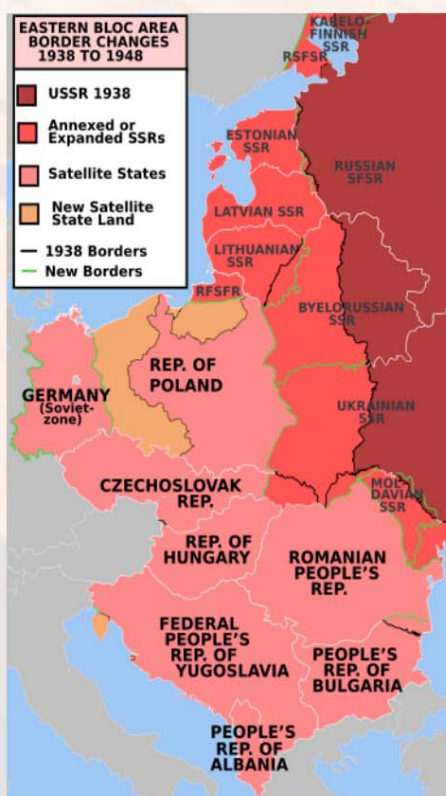 EASTERN BLOC AREA
BORDER CHANGES
1938 TO 1948
USSR 1938
Annexed or
Expanded SSRs
Satellite States
New Satellite
State Land
1938 Borders
New Borders
KARELO-
FINNISH
SSR
RSFSR
ESTONIAN
SSR
RUSSIAN
SFSR
LATVIAN SSR
LITHUANIAN
SSR
RFSFR
BYELORUSSIAN
SSR
REP. OF
POLAND
GERMANY
(Soviet-
zone)
UKRAINIAN
SSR
CZECHOSLOVAK
REP.
MOL-
DAVIAN
SSR
REP. OF
HUNGARY
ROMANIAN
PEOPLE'S
REP.
FEDERAL
PEOPLE'S
REP. OF
YUGOSLAVIA
PEOPLE'S
REP. OF
BULGARIA
PEOPLE'S
REP. OF
ALBANIA